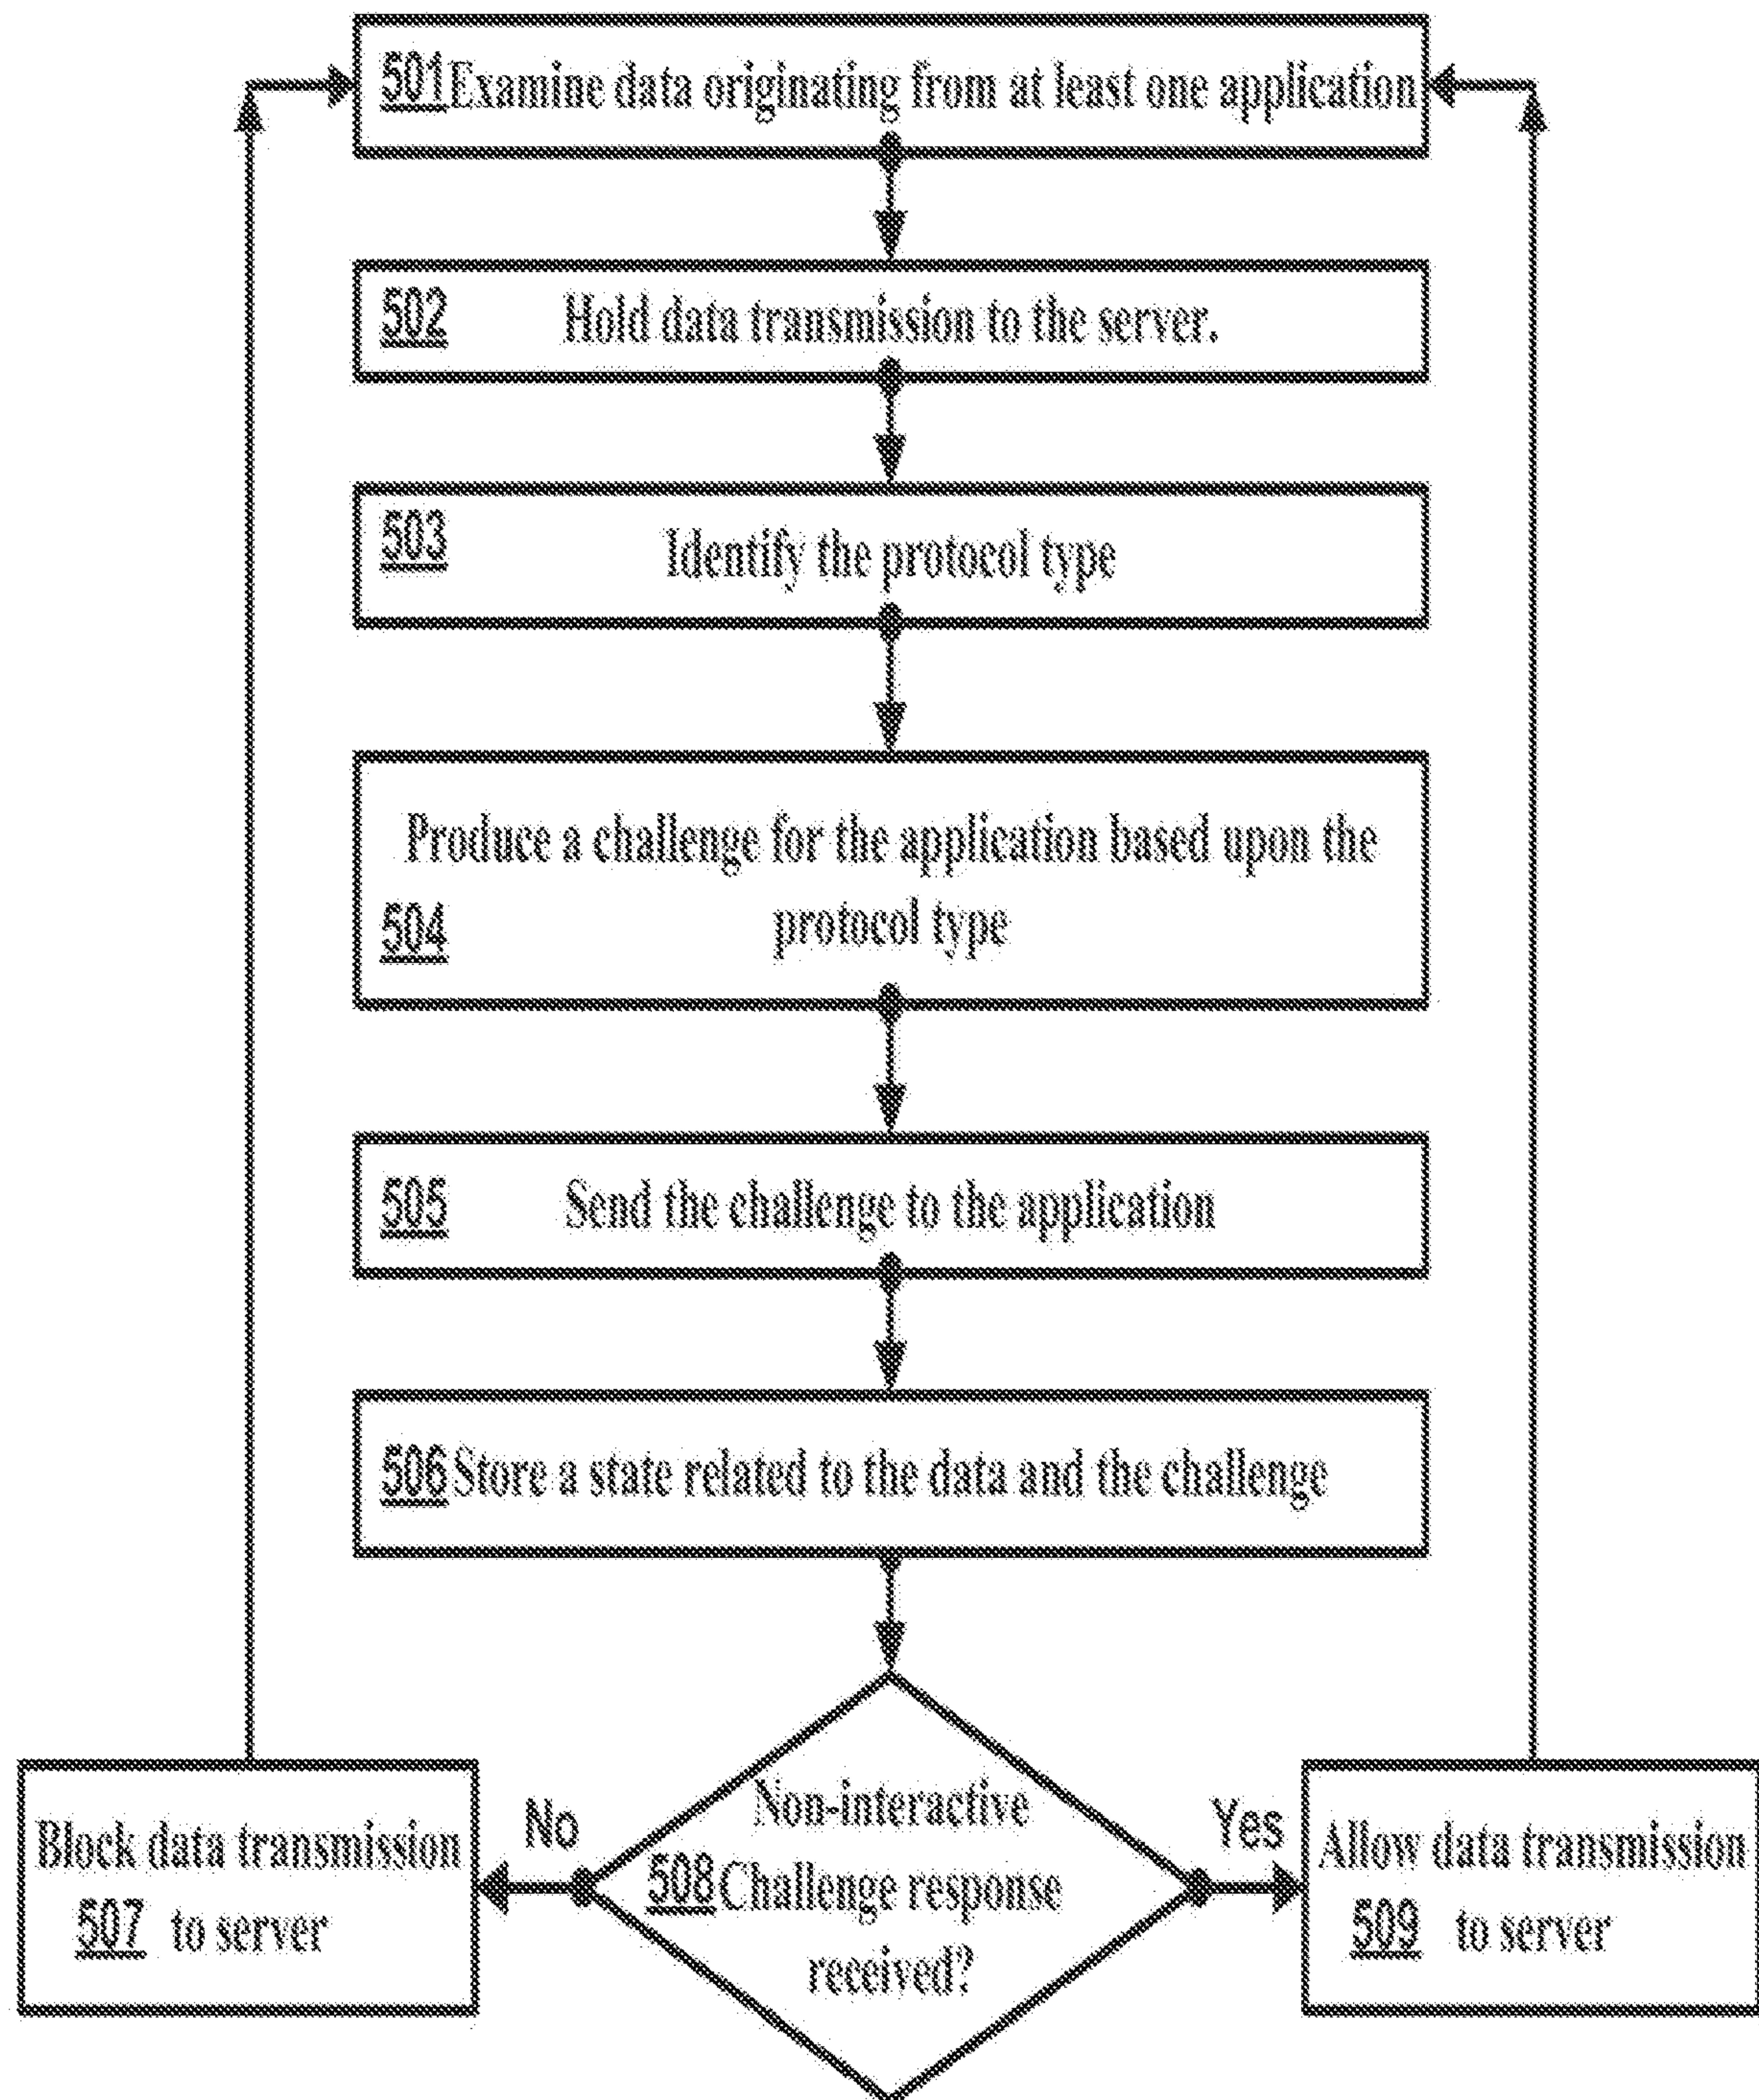 501 Examine data originating from at least one application
502 Hold data transmission to the server.
503 Identify the protocol type
Produce a challenge for the application based upon the
504 protocol type
505 Send the challenge to the application
506 Store a state related to the data and the challenge
Block data transmission
507 to server
No
Non-interactive
508 Challenge response
received?
Yes
Allow data transmission
509 to server